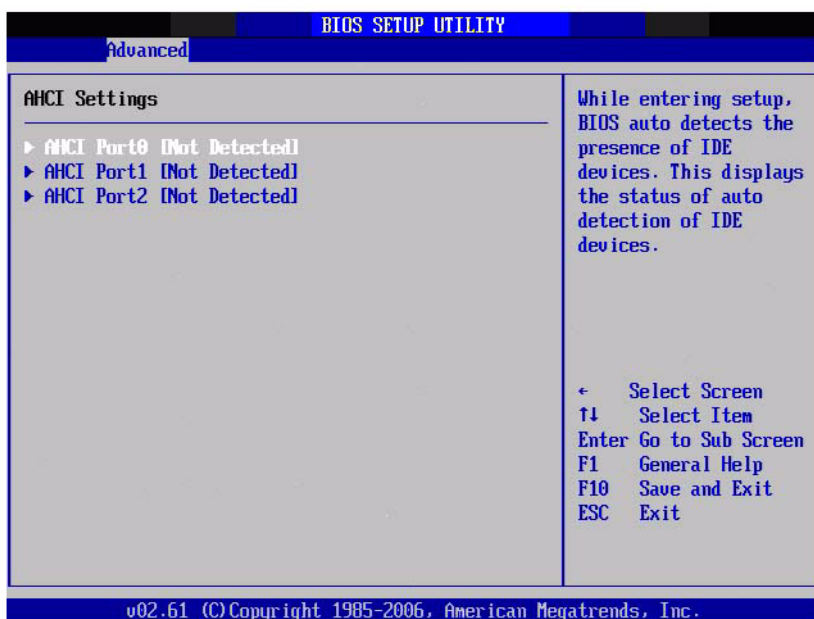 BIOS SETUP UTILITY
Advanced
AHCI Settings
▶ AHCI Port0 [Not Detected]
▶ AHCI Port1 [Not Detected]
▶ AHCI Port2 [Not Detected]
While entering setup,
BIOS auto detects the
presence of IDE
devices. This displays
the status of auto
detection of IDE
devices.
← Select Screen
↑↓ Select Item
Enter Go to Sub Screen
F1 General Help
F10 Save and Exit
ESC Exit
v02.61 (C)Copyright 1985-2006, American Megatrends, Inc.